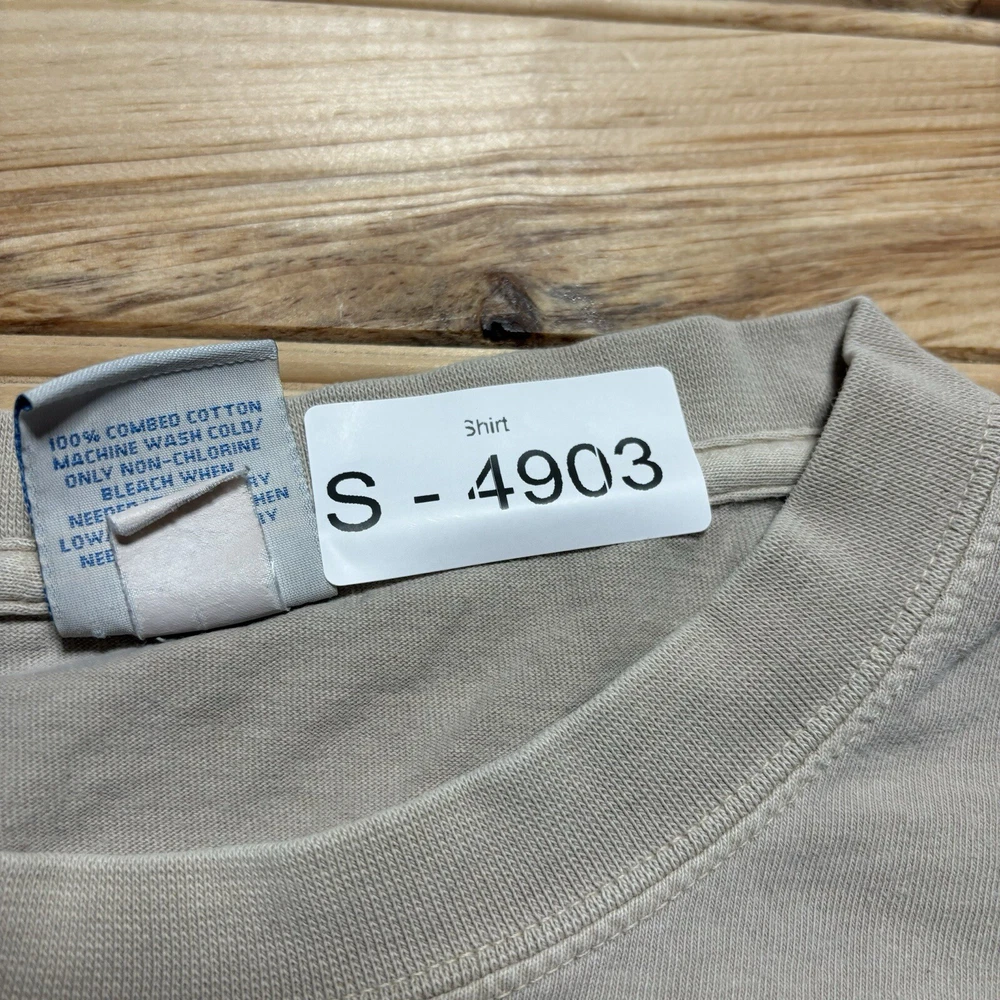 100% COMBED COTTON
MACHINE WASH COLD/
ONLY NON-CHLORINE
BLEACH WHEN
Shirt
S - 4903